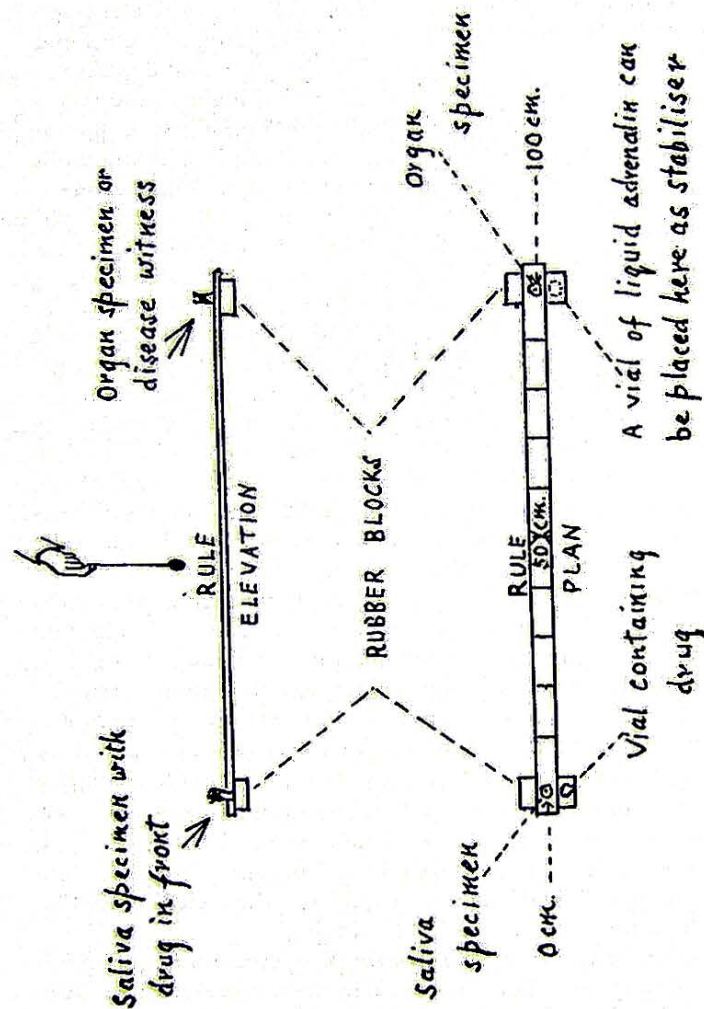 Saliva specimen with
drug in front
Organ specimen or
disease witness
RULE
ELEVATION
RUBBER BLOCKS
Saliva
specimen
0 cm.
RULE
50 cm.
PLAN
Organ
specimen
100 cm.
Vial containing
drug
A vial of liquid adrenalin can
be placed here as stabiliser